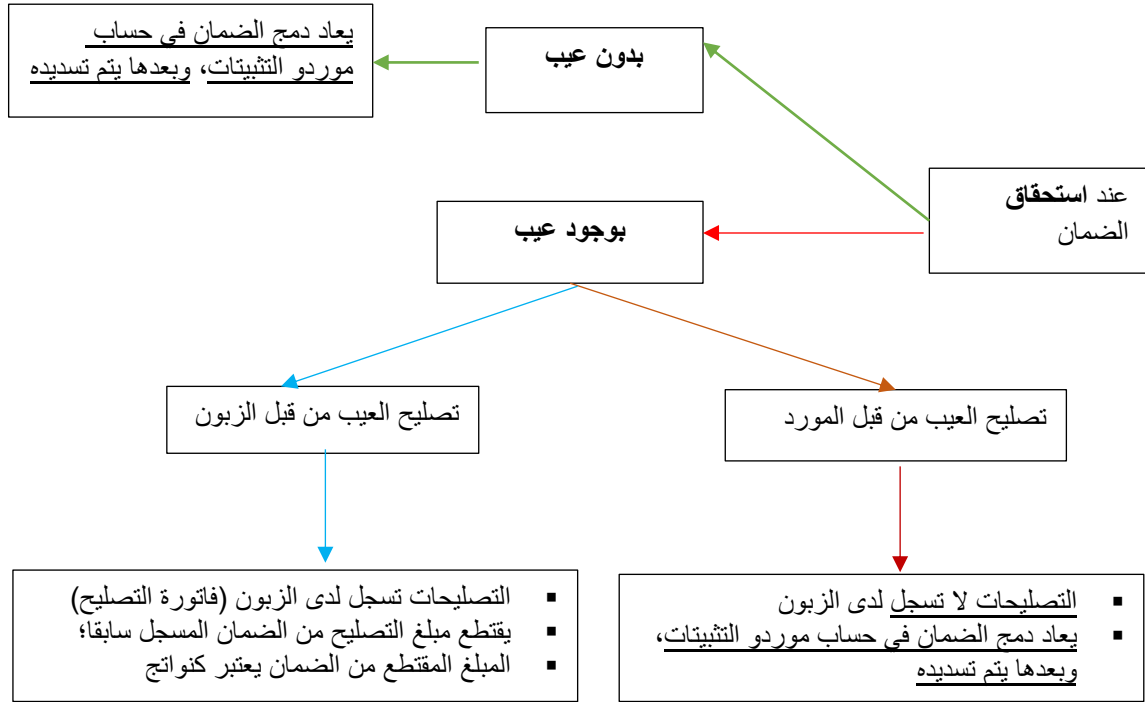 يعاد دمج الضمان في حساب
موردو التثبيتات، وبعدها يتم تسديده
بدون عيب
عند استحقاق
الضمان
بوجود عيب
تصليح العيب من قبل المورد
تصليح العيب من قبل الزبون
▪ التصليحات لا تسجل لدى الزبون
▪ يعاد دمج الضمان في حساب موردو التثبيتات،
وبعدها يتم تسديده
▪ التصليحات تسجل لدى الزبون (فاتورة التصليح)
▪ يقتطع مبلغ التصليح من الضمان المسجل سابقا؛
▪ المبلغ المقتطع من الضمان يعتبر كنواتج